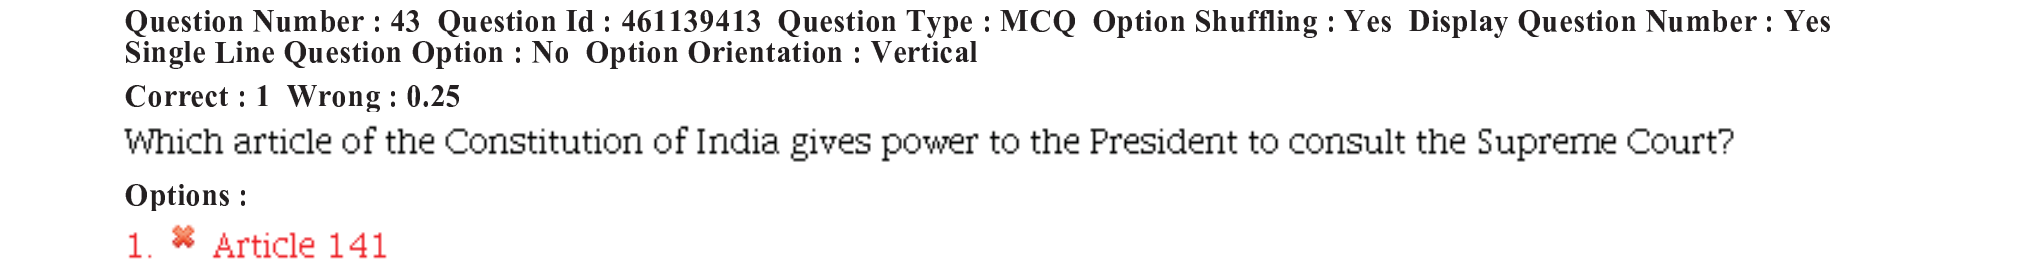 Question Number : 43 Question Id : 461139413 Question Type : MCQ Option Shuffling : Yes Display Question Number : Yes
Single Line Question Option : No Option Orientation : Vertical
Correct : 1 Wrong : 0.25
Which article of the Constitution of India gives power to the President to consult the Supreme Court?
Options :
1. ✖ Article 141